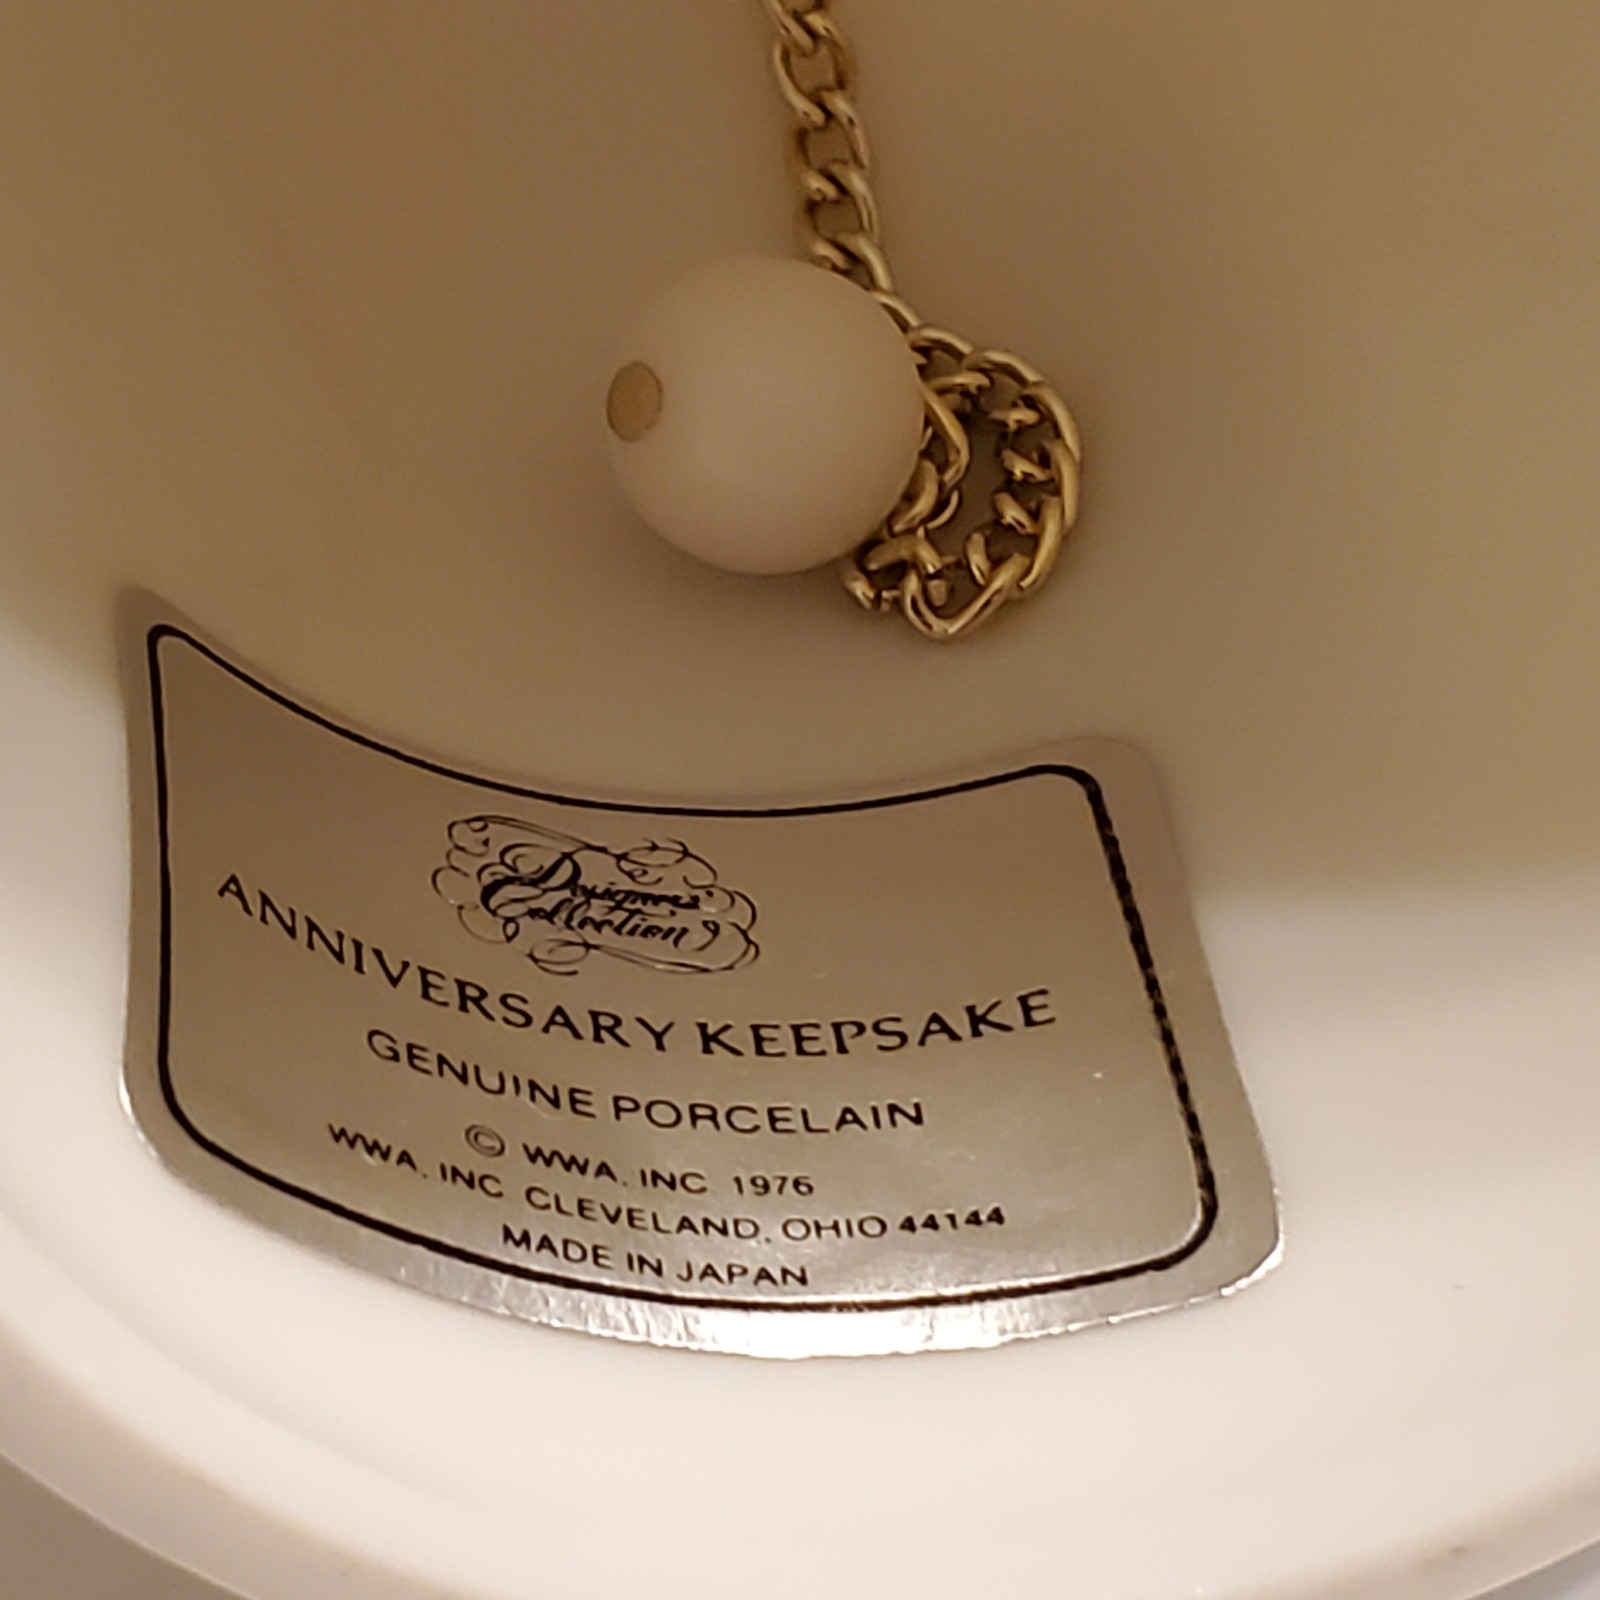 Designers'
Collection
ANNIVERSARY KEEPSAKE
GENUINE PORCELAIN
© WWA. INC 1976
WWA. INC CLEVELAND, OHIO 44144
MADE IN JAPAN